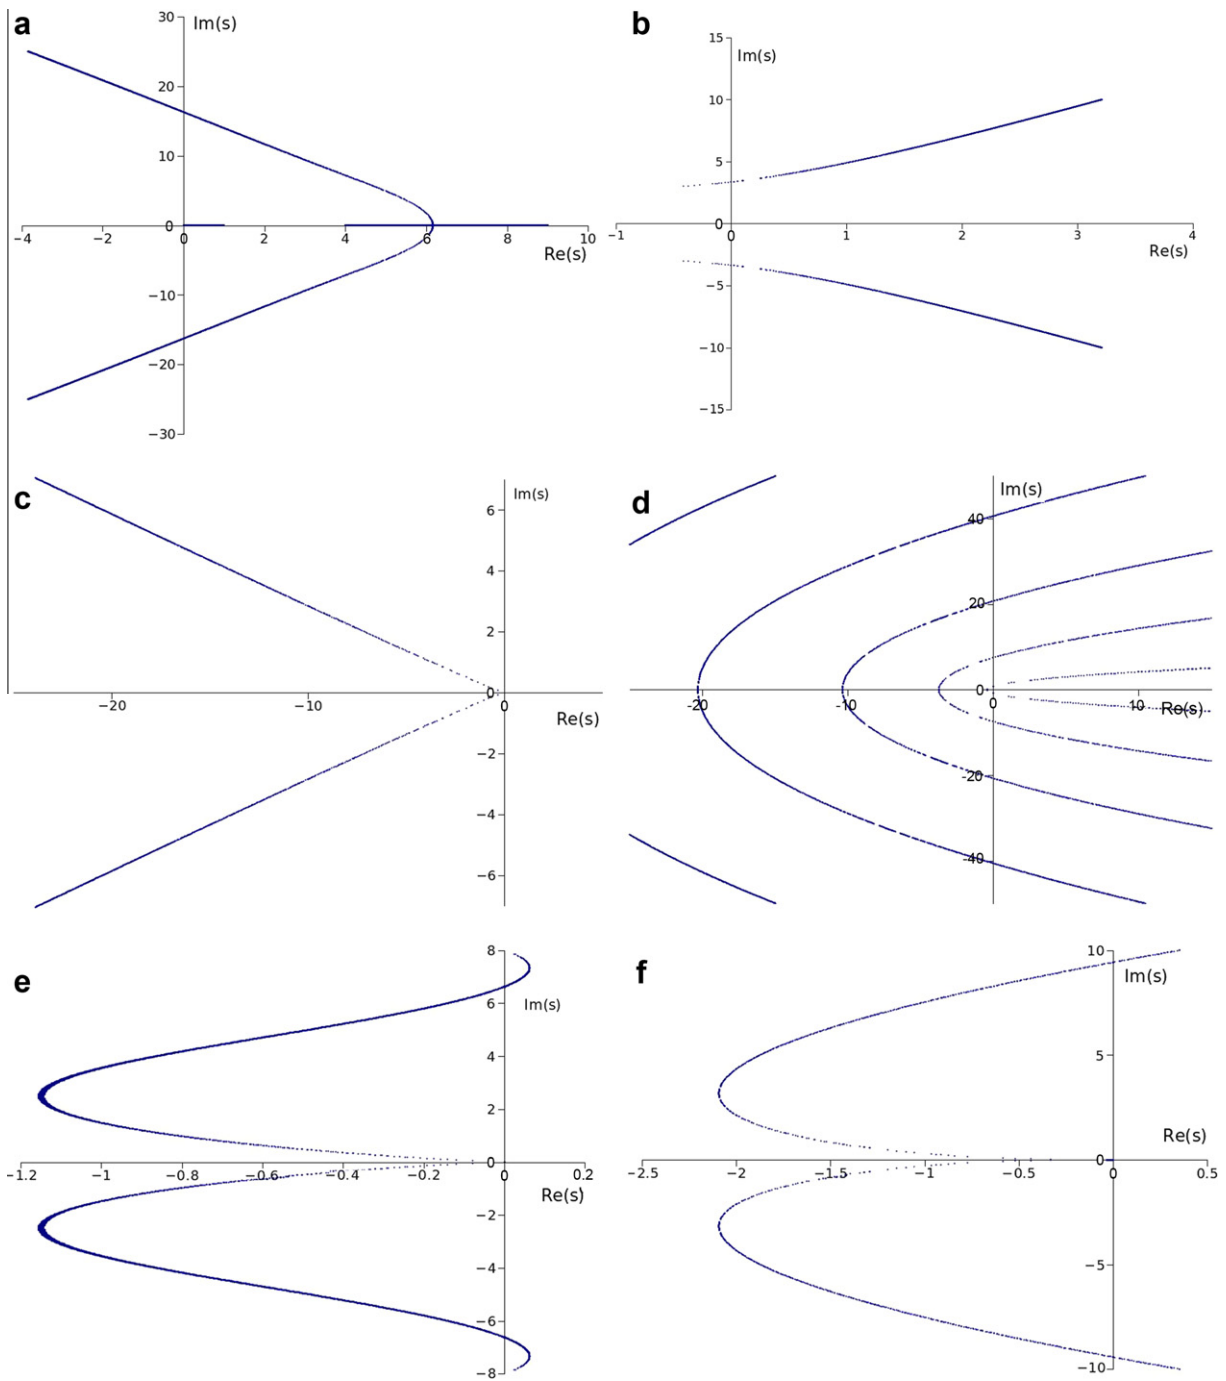 a
Im(s)
30
20
10
0
−10
−20
−30
−4 −2 0 2 4 6 8 10
Re(s)
b
Im(s)
15
10
5
0
−5
−10
−15
−1 0 1 2 3 4
Re(s)
c
Im(s)
6
4
2
0
−2
−4
−6
−20 −10 0
Re(s)
d
Im(s)
40
20
0
-20
-40
-20 -10 0 10
Re(s)
e
Im(s)
8
6
4
2
0
−2
−4
−6
−8
−1.2 −1 −0.8 −0.6 −0.4 −0.2 0 0.2
Re(s)
f
Im(s)
10
5
0
−5
−10
−2.5 −2 −1.5 −1 −0.5 0 0.5
Re(s)